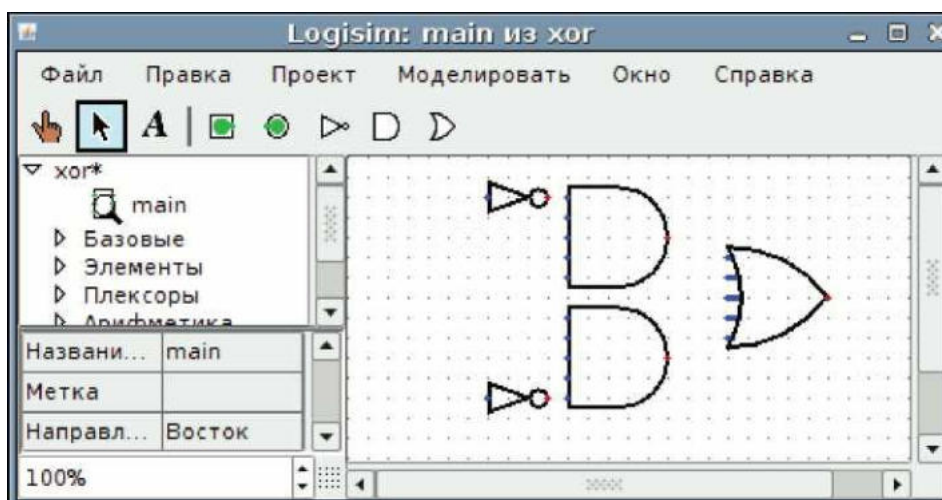 Logisim: main из xor
Файл Правка Проект Моделировать Окно Справка
A
xor*
main
Базовые
Элементы
Плексоры
Арифметика
Названи... main
Метка
Направл... Восток
100%